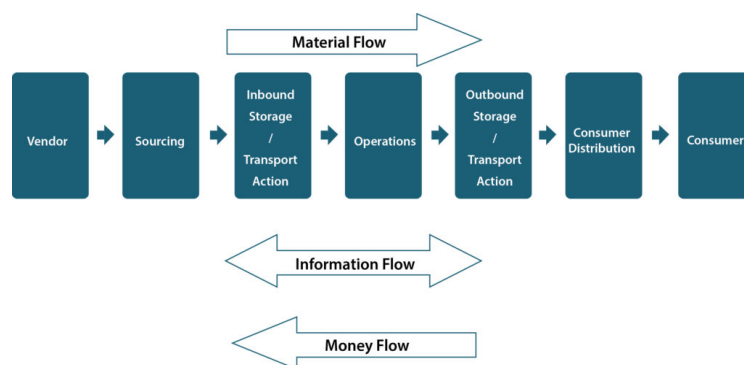 Material Flow
Vendor
Sourcing
Inbound
Storage
/
Transport
Action
Operations
Outbound
Storage
/
Transport
Action
Consumer
Distribution
Consumer
Information Flow
Money Flow